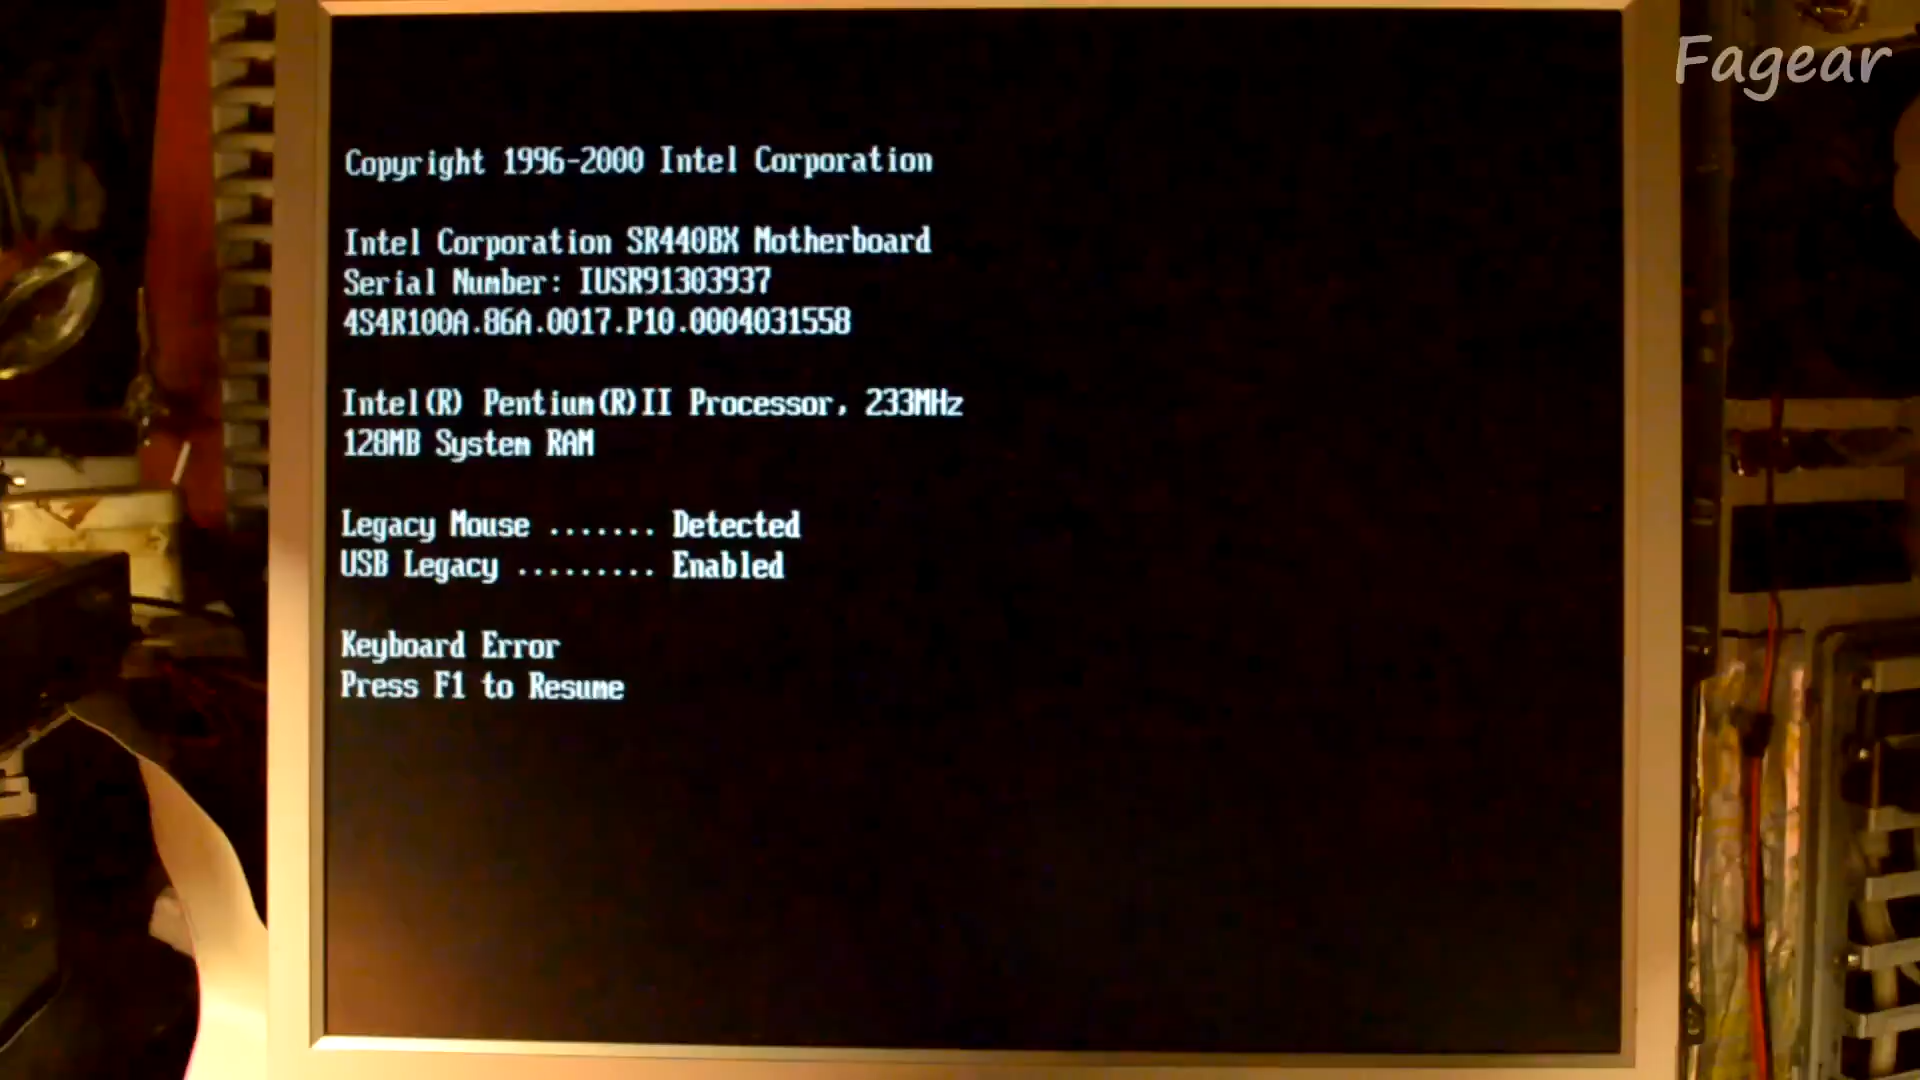 Fagear
Copyright 1996-2000 Intel Corporation
Intel Corporation SR440BX Motherboard
Serial Number: IUSR91303937
4S4R100A.86A.0017.P10.0004031558
Intel(R) Pentium(R)II Processor, 233MHz
128MB System RAM
Legacy Mouse ....... Detected
USB Legacy ......... Enabled
Keyboard Error
Press F1 to Resume